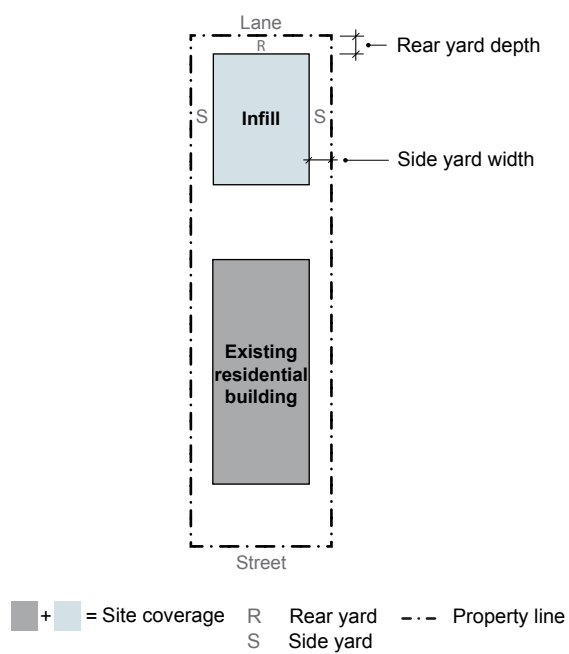 Lane
R
Rear yard depth
S
Infill
S
Side yard width
Existing
residential
building
Street
+ = Site coverage
R Rear yard
Property line
S Side yard